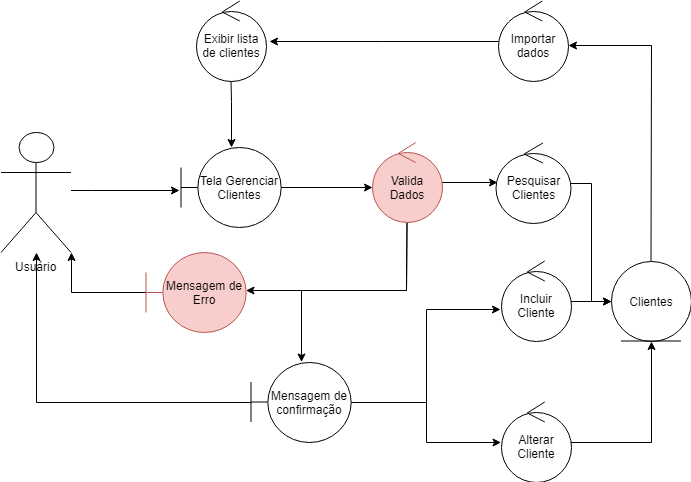 Exibir lista
de clientes
Importar
dados
Tela Gerenciar
Clientes
Valida
Dados
Pesquisar
Clientes
Usuário
Mensagem de
Erro
Incluir
Cliente
Clientes
Mensagem de
confirmação
Alterar
Cliente